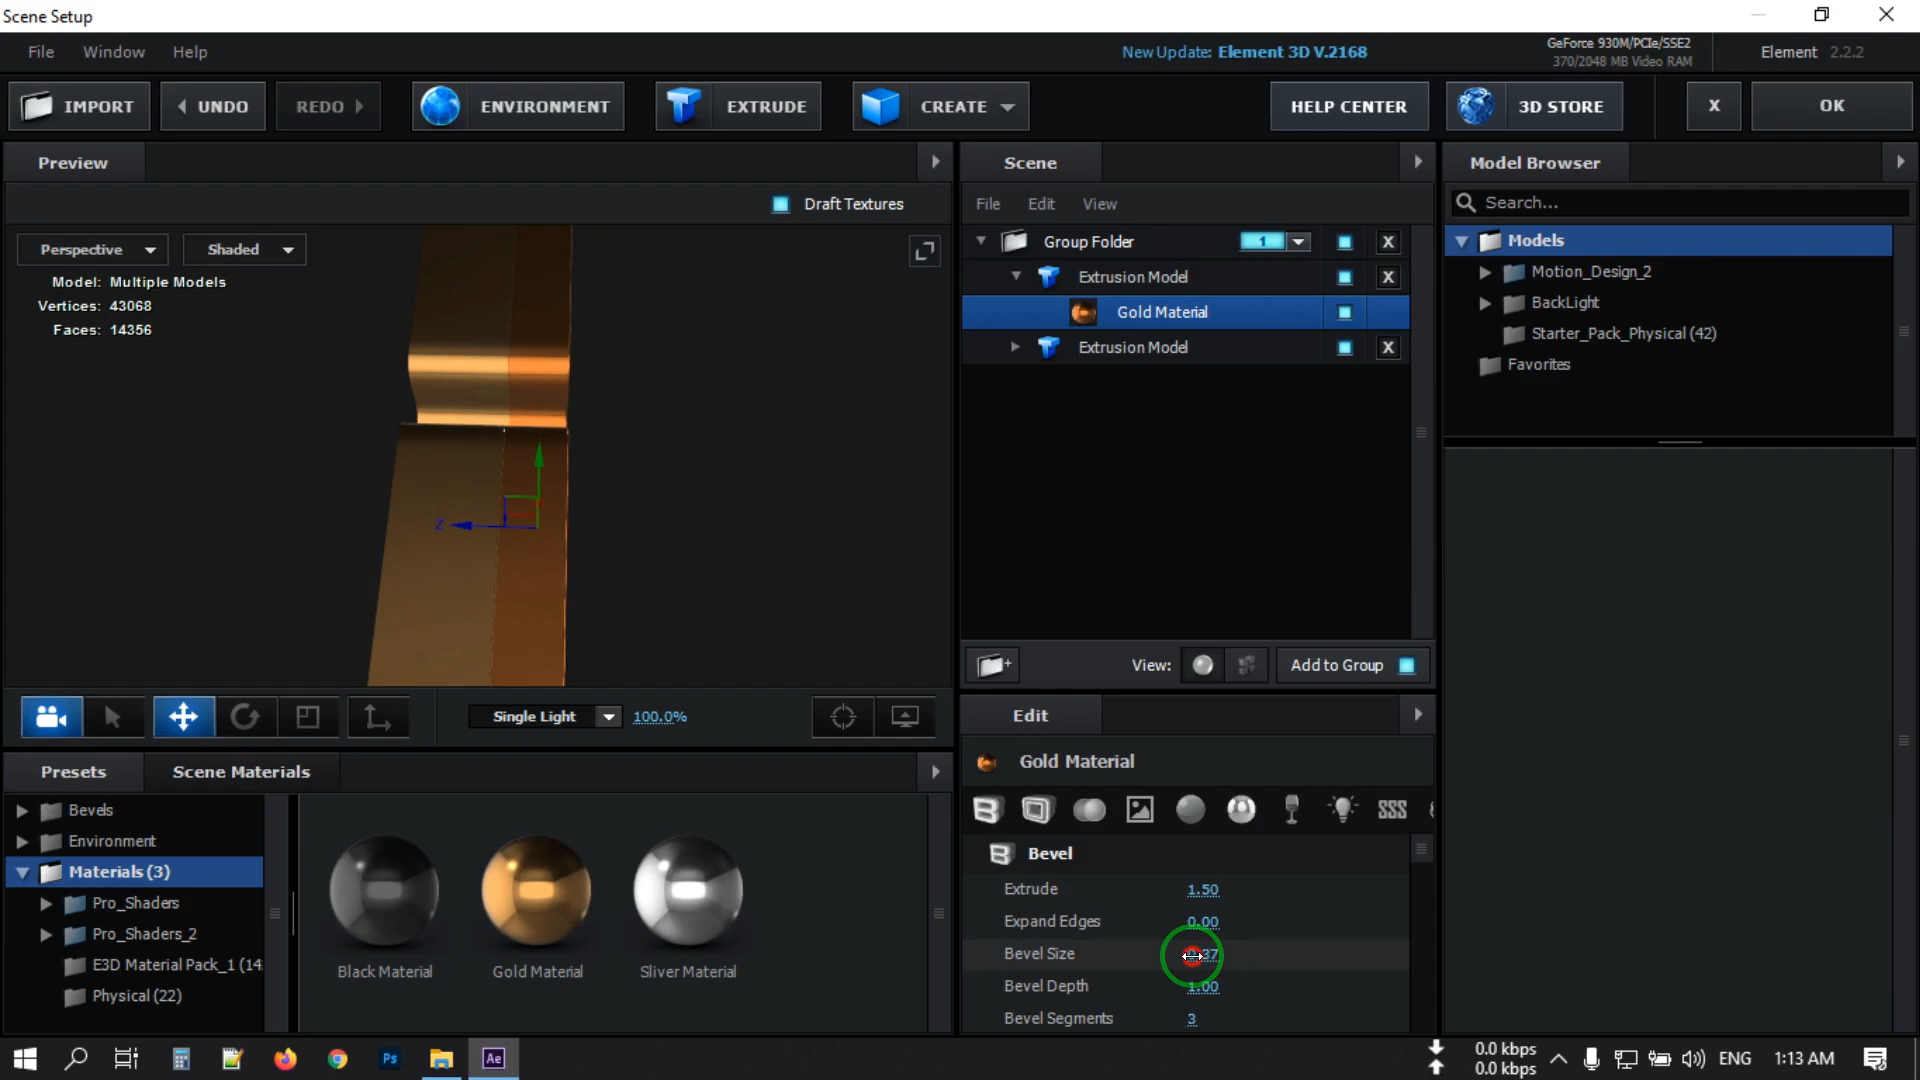 Scene Setup
File Window Help
New Update: Element 3D V.2168
GeForce 930M/PCIe/SSE2
370/2048 MB Video RAM
Element 2.2.2
IMPORT UNDO REDO ENVIRONMENT EXTRUDE CREATE HELP CENTER 3D STORE X OK
Preview
Draft Textures
Perspective Shaded
Model: Multiple Models
Vertices: 43068
Faces: 14356
Z
Single Light 100.0%
Presets Scene Materials
Bevels
Environment
Materials (3)
Pro_Shaders
Pro_Shaders_2
E3D Material Pack_1 (14
Physical (22)
Black Material Gold Material Sliver Material
Scene
File Edit View
Group Folder 1 X
Extrusion Model X
Gold Material
Extrusion Model X
View: Add to Group
Edit
Gold Material
SSS
Bevel
Extrude 1.50
Expand Edges 0.00
Bevel Size
Bevel Depth 1.00
Bevel Segments 3
Model Browser
Search...
Models
Motion_Design_2
BackLight
Starter_Pack_Physical (42)
Favorites
Ps Ae
0.0 kbps
0.0 kbps
ENG 1:13 AM